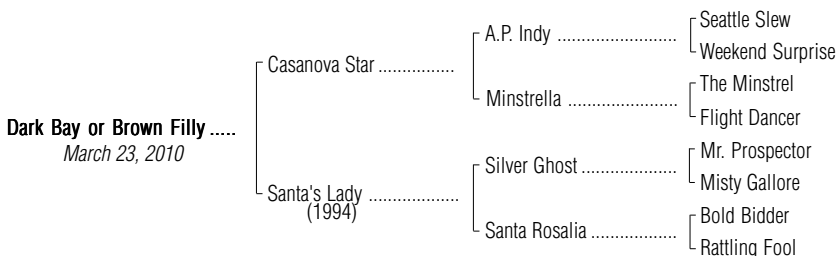 Seattle Slew
A.P. Indy ..........................
Weekend Surprise
Casanova Star .................
The Minstrel
Minstrella ........................
Flight Dancer
Dark Bay or Brown Filly .....
March 23, 2010
Mr. Prospector
Silver Ghost .....................
Misty Gallore
Santa's Lady ....................
(1994)
Bold Bidder
Santa Rosalia ...................
Rattling Fool